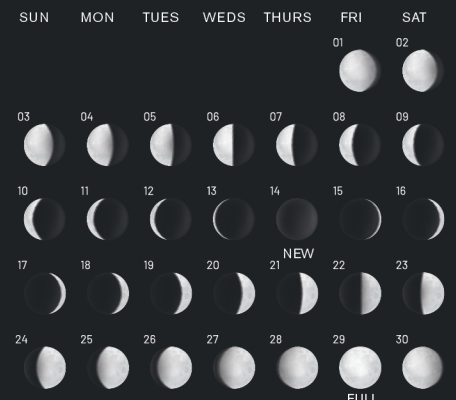 SUN MON TUES WEDS THURS FRI SAT
01 02
03 04 05 06 07 08 09
10 11 12 13 14 15 16
NEW
17 18 19 20 21 22 23
24 25 26 27 28 29 30
FULL